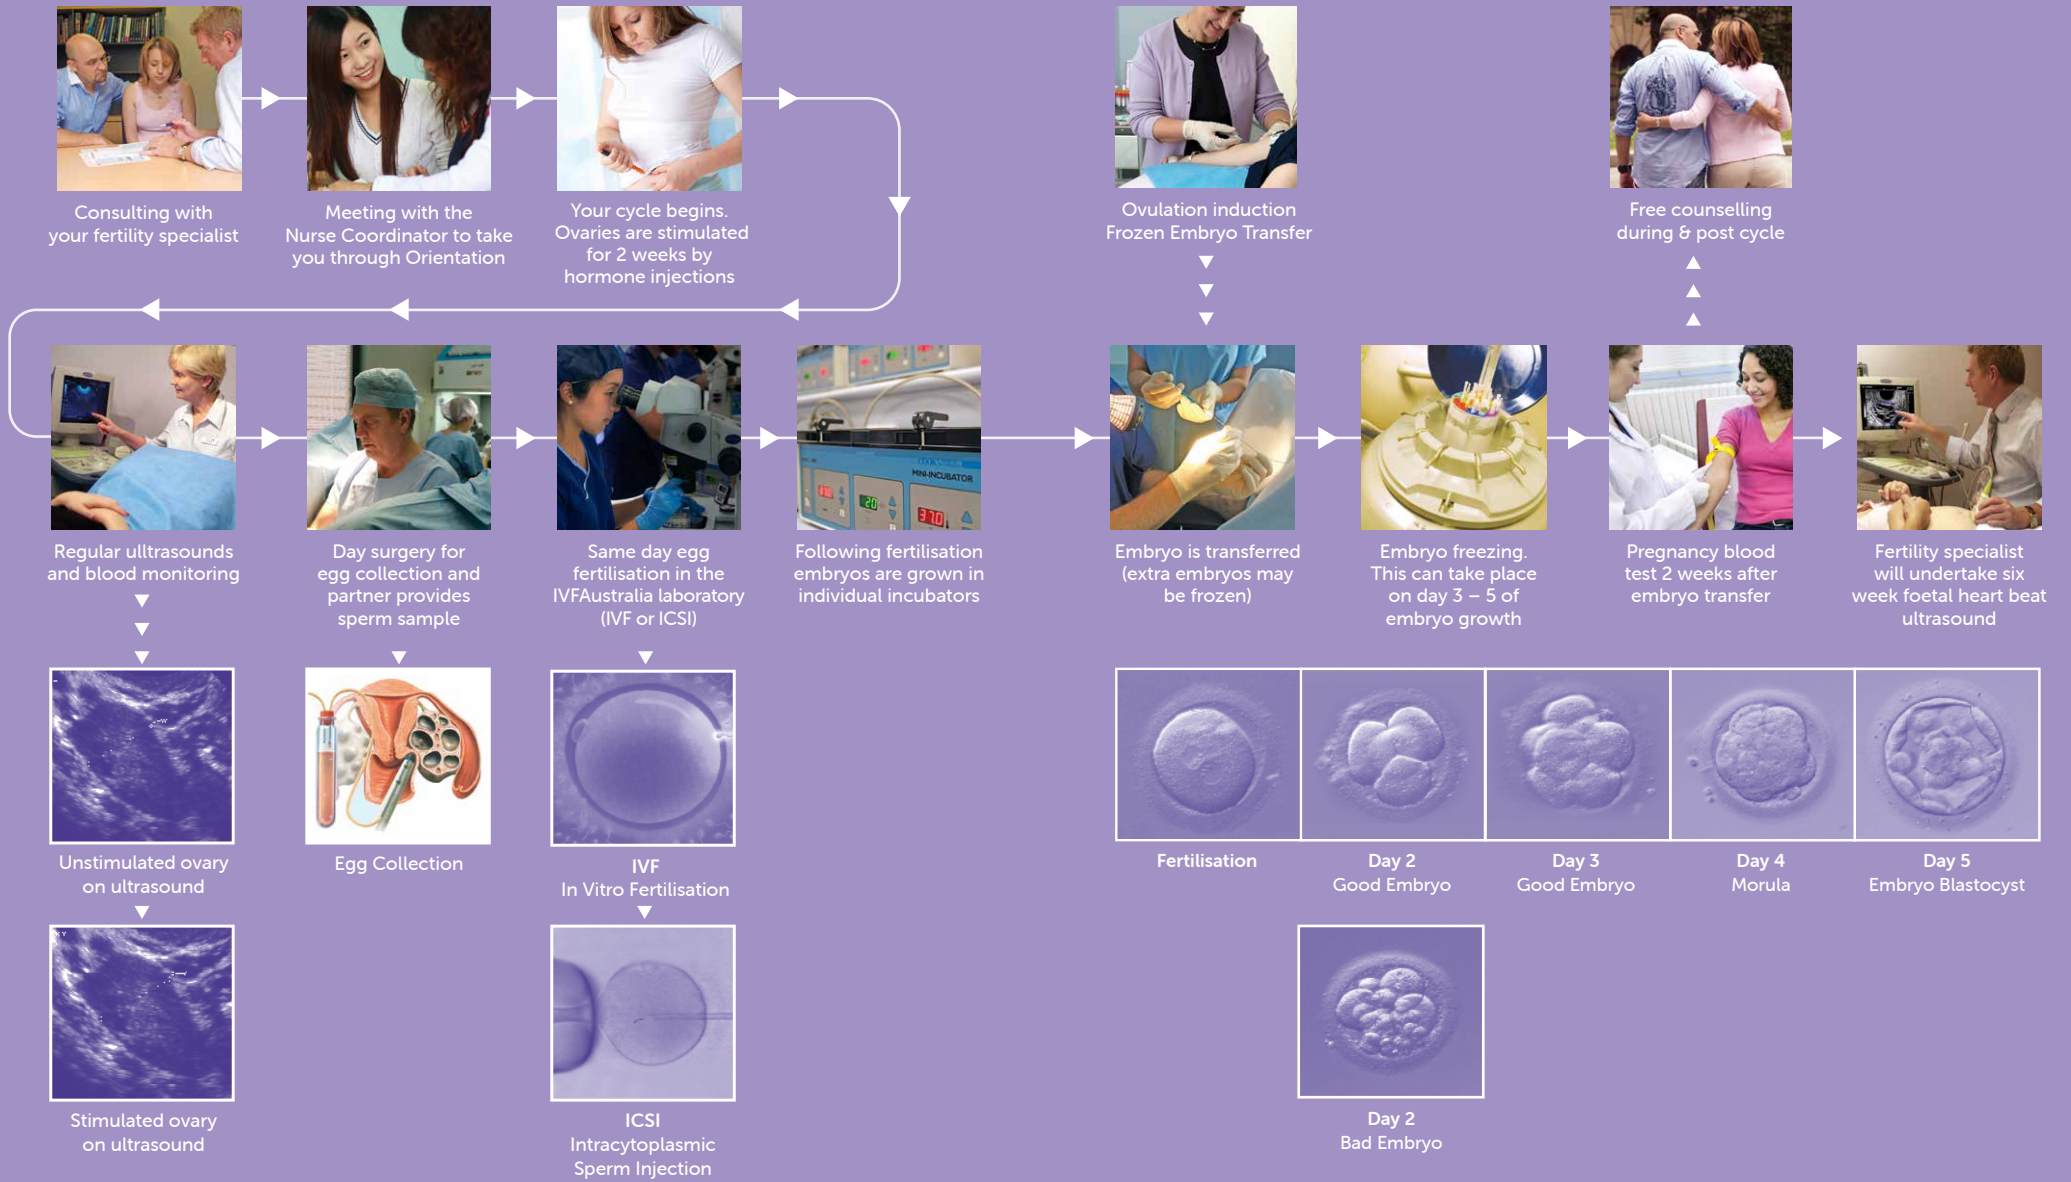 Consulting with
your fertility specialist
Meeting with the
Nurse Coordinator to take
you through Orientation
Your cycle begins.
Ovaries are stimulated
for 2 weeks by
hormone injections
Ovulation induction
Frozen Embryo Transfer
Free counselling
during & post cycle
MINI-INCUBATOR
20
37.0
Regular ulltrasounds
and blood monitoring
Day surgery for
egg collection and
partner provides
sperm sample
Same day egg
fertilisation in the
IVFAustralia laboratory
(IVF or ICSI)
Following fertilisation
embryos are grown in
individual incubators
Embryo is transferred
(extra embryos may
be frozen)
Embryo freezing.
This can take place
on day 3 – 5 of
embryo growth
Pregnancy blood
test 2 weeks after
embryo transfer
Fertility specialist
will undertake six
week foetal heart beat
ultrasound
Unstimulated ovary
on ultrasound
Egg Collection
IVF
In Vitro Fertilisation
Fertilisation
Day 2
Good Embryo
Day 3
Good Embryo
Day 4
Morula
Day 5
Embryo Blastocyst
Stimulated ovary
on ultrasound
ICSI
Intracytoplasmic
Sperm Injection
Day 2
Bad Embryo